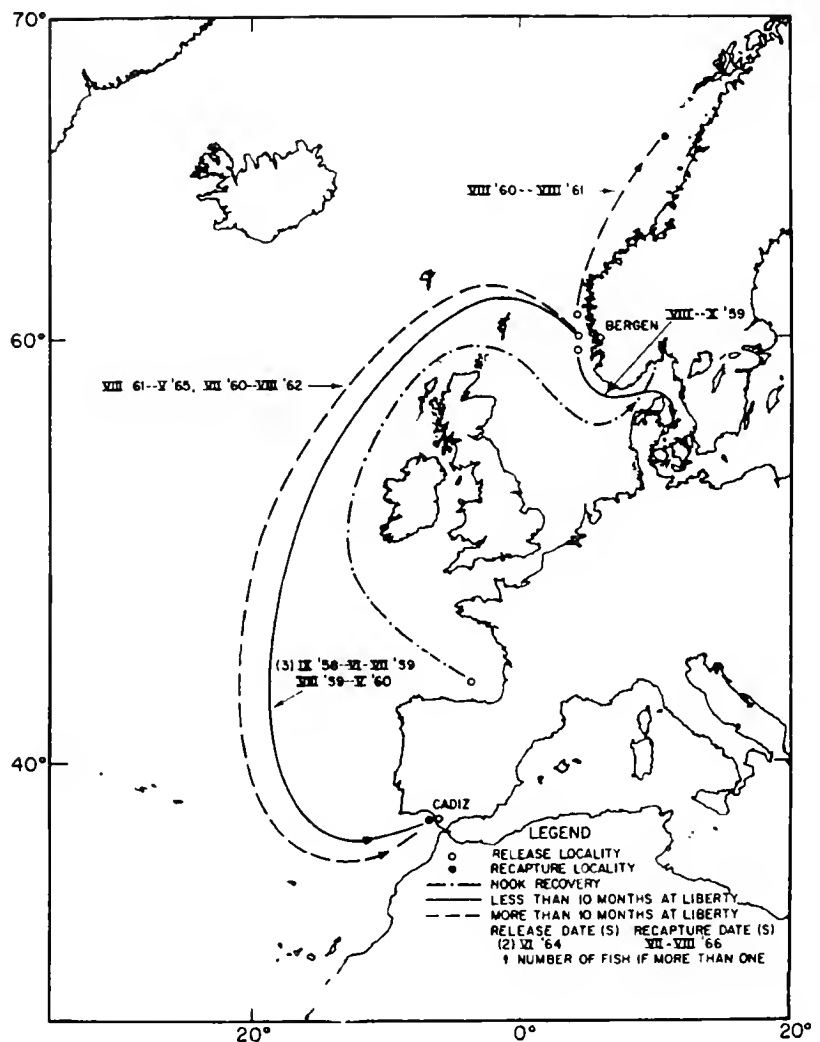 70°
VIII '60--VIII '61
BERGEN
VIII--X '59
60°
VIII 61--V '65, VII '60--VIII '62
(3) IX '58--VI-VII '59
VIII '59--V '60
40°
CADIZ
LEGEND
RELEASE LOCALITY
RECAPTURE LOCALITY
HOOK RECOVERY
LESS THAN 10 MONTHS AT LIBERTY
MORE THAN 10 MONTHS AT LIBERTY
RELEASE DATE (S) RECAPTURE DATE (S)
(2) VI '64 VII-VIII '66
↑ NUMBER OF FISH IF MORE THAN ONE
20° 0° 20°